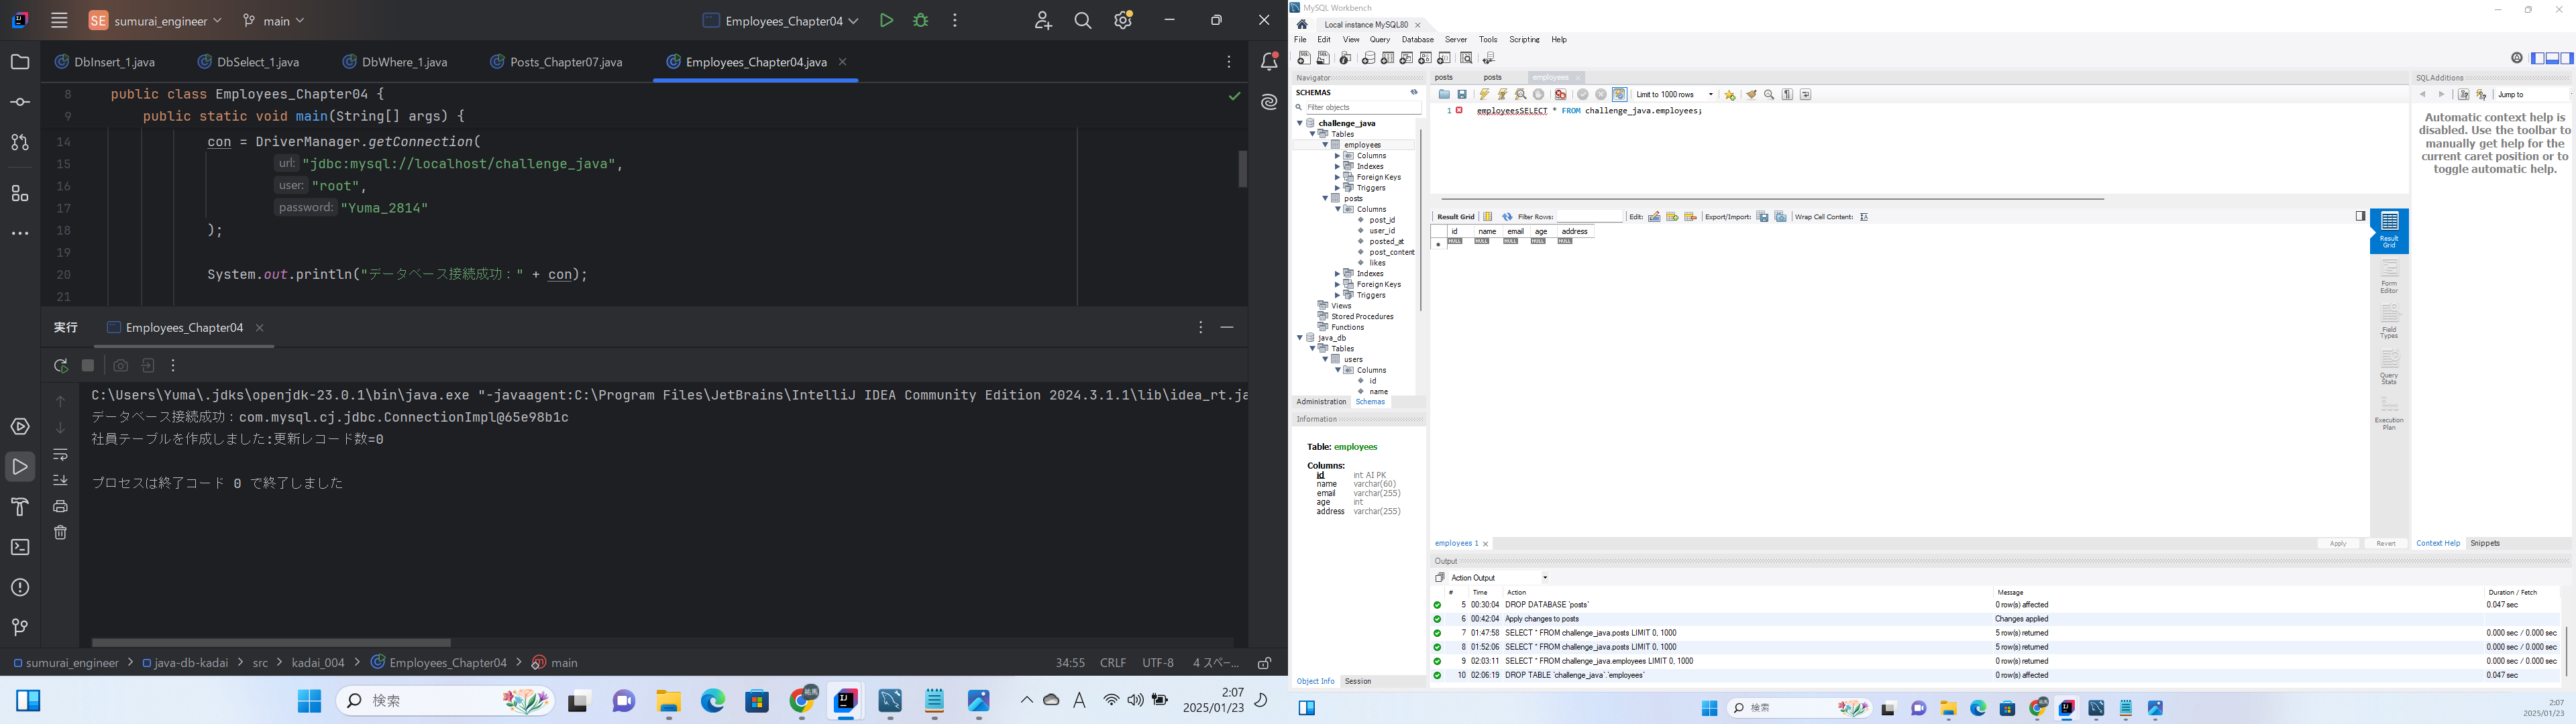 SE sumurai_engineer main Employees_Chapter04
DbInsert_1.java DbSelect_1.java DbWhere_1.java Posts_Chapter07.java Employees_Chapter04.java
8 public class Employees_Chapter04 {
9 public static void main(String[] args) {
14 con = DriverManager.getConnection(
15 url: "jdbc:mysql://localhost/challenge_java",
16 user: "root",
17 password: "Yuma_2814"
18 );
19
20 System.out.println("データベース接続成功：" + con);
21
実行 Employees_Chapter04
C:\Users\Yuma\.jdks\openjdk-23.0.1\bin\java.exe "-javaagent:C:\Program Files\JetBrains\IntelliJ IDEA Community Edition 2024.3.1.1\lib\idea_rt.ja
データベース接続成功：com.mysql.cj.jdbc.ConnectionImpl@65e98b1c
社員テーブルを作成しました:更新レコード数=0
プロセスは終了コード 0 で終了しました
sumurai_engineer > java-db-kadai > src > kadai_004 > Employees_Chapter04 > main 34:55 CRLF UTF-8 4 スペー...
検索 A 2:07
2025/01/23
MySQL Workbench
Local instance MySQL80
File Edit View Query Database Server Tools Scripting Help
Navigator
SCHEMAS
Filter objects
challenge_java
Tables
employees
Columns
Indexes
Foreign Keys
Triggers
posts
Columns
post_id
user_id
posted_at
post_content
likes
Indexes
Foreign Keys
Triggers
Views
Stored Procedures
Functions
java_db
Tables
users
Columns
id
name
Administration Schemas
Information
Table: employees
Columns:
id int AI PK
name varchar(60)
email varchar(255)
age int
address varchar(255)
Object Info Session
posts posts employees
Limit to 1000 rows
1 employeesSELECT * FROM challenge_java.employees;
Result Grid Filter Rows: Edit: Export/Import: Wrap Cell Content:
id name email age address
NULL NULL NULL NULL NULL
Result Grid
Form Editor
Field Types
Query Stats
Execution Plan
employees 1 Apply Revert
Output
Action Output
# Time Action Message Duration / Fetch
5 00:30:04 DROP DATABASE `posts` 0 row(s) affected 0.047 sec
6 00:42:04 Apply changes to posts Changes applied
7 01:47:58 SELECT * FROM challenge_java.posts LIMIT 0, 1000 5 row(s) returned 0.000 sec / 0.000 sec
8 01:52:06 SELECT * FROM challenge_java.posts LIMIT 0, 1000 5 row(s) returned 0.000 sec / 0.000 sec
9 02:03:11 SELECT * FROM challenge_java.employees LIMIT 0, 1000 0 row(s) returned 0.000 sec / 0.000 sec
10 02:06:19 DROP TABLE `challenge_java`.`employees` 0 row(s) affected 0.047 sec
SQLAdditions
Jump to
Automatic context help is
disabled. Use the toolbar to
manually get help for the
current caret position or to
toggle automatic help.
Context Help Snippets
検索 2:07
2025/01/23